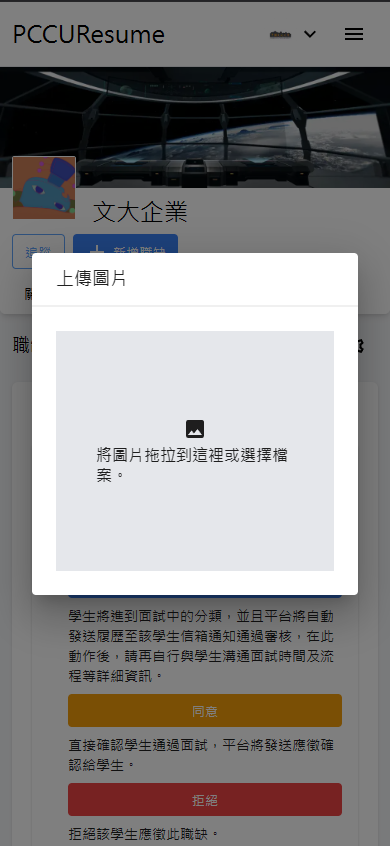 PCCUResume
文大企業
追蹤
新增職缺
上傳圖片
將圖片拖拉到這裡或選擇檔
案。
學生將進到面試中的分類，並且平台將自動
發送履歷至該學生信箱通知通過審核，在此
動作後，請再自行與學生溝通面試時間及流
程等詳細資訊。
同意
直接確認學生通過面試，平台將發送應徵確
認給學生。
拒絕
拒絕該學生應徵此職缺。